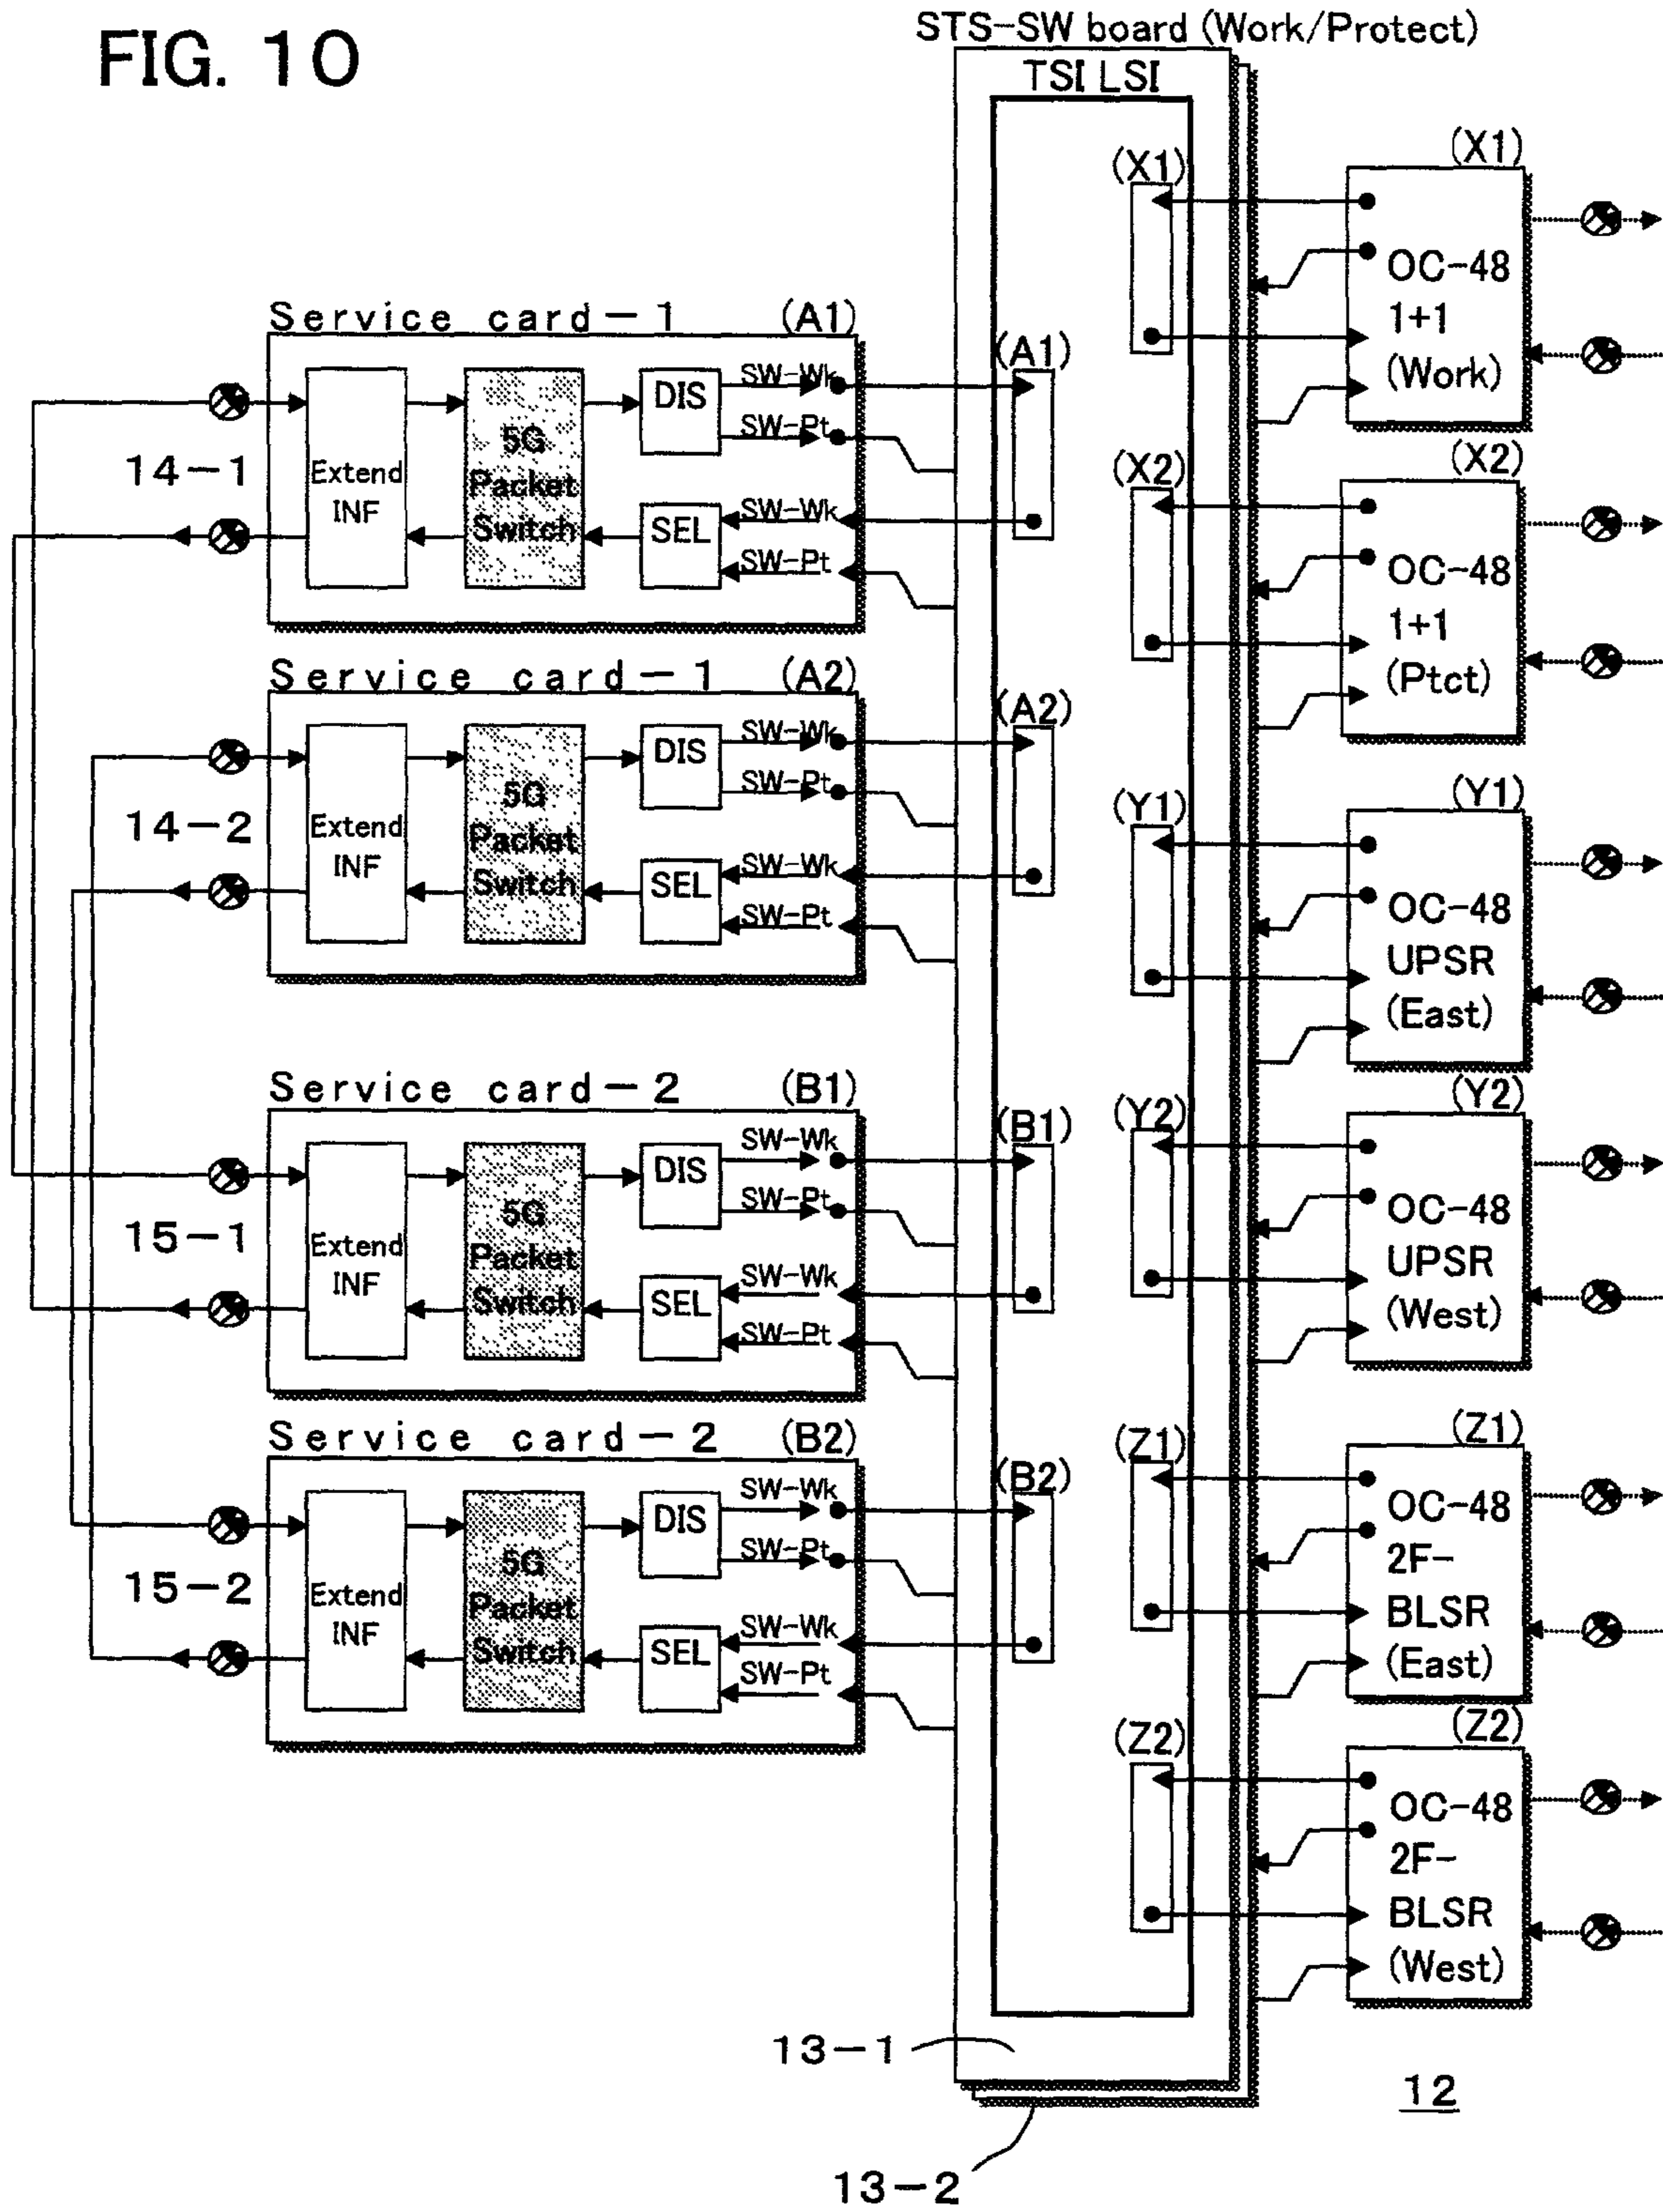 FIG. 10
STS-SW board (Work/Protect)
TSI LSI
(X1)
(X1)
OC-48
1+1
(Work)
Service card-1 (A1)
(A1)
SW-Wk
DIS
SW-Pt
5G
Packet
Switch
Extend
INF
14-1
SW-Wk
SEL
SW-Pt
(X2)
(X2)
OC-48
1+1
(Ptct)
Service card-1 (A2)
(A2)
SW-Wk
DIS
SW-Pt
5G
Packet
Switch
Extend
INF
14-2
SW-Wk
SEL
SW-Pt
(Y1)
(Y1)
OC-48
UPSR
(East)
Service card-2 (B1)
(B1)
SW-Wk
DIS
SW-Pt
5G
Packet
Switch
Extend
INF
15-1
SW-Wk
SEL
SW-Pt
(Y2)
(Y2)
OC-48
UPSR
(West)
Service card-2 (B2)
(B2)
SW-Wk
DIS
SW-Pt
5G
Packet
Switch
Extend
INF
15-2
SW-Wk
SEL
SW-Pt
(Z1)
(Z1)
OC-48
2F-
BLSR
(East)
(Z2)
(Z2)
OC-48
2F-
BLSR
(West)
13-1
12
13-2